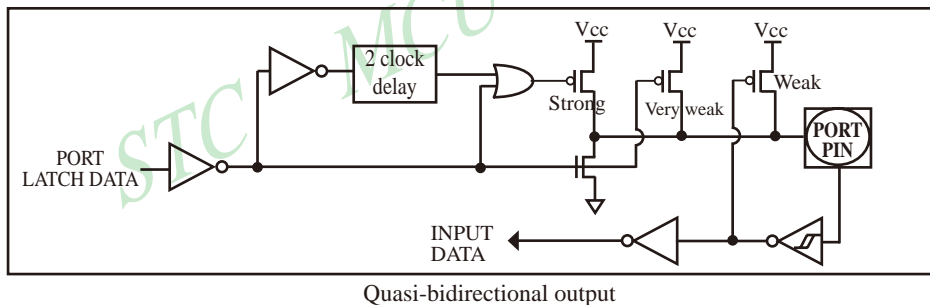 STC MCU
Vcc
Vcc
Vcc
2 clock
delay
Strong
Very weak
Weak
PORT
LATCH DATA
PORT
PIN
INPUT
DATA
Quasi-bidirectional output